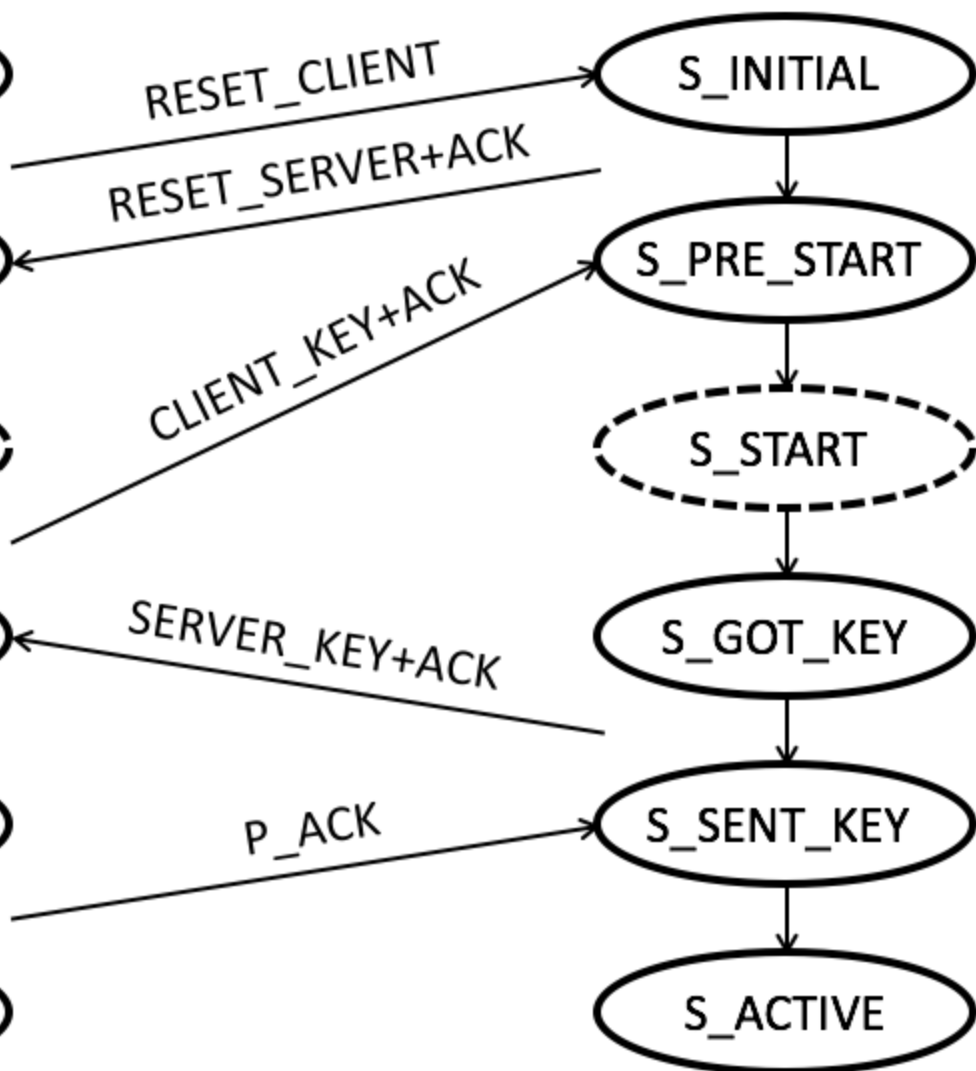 RESET_CLIENT
S_INITIAL
RESET_SERVER+ACK
S_PRE_START
CLIENT_KEY+ACK
S_START
SERVER_KEY+ACK
S_GOT_KEY
P_ACK
S_SENT_KEY
S_ACTIVE